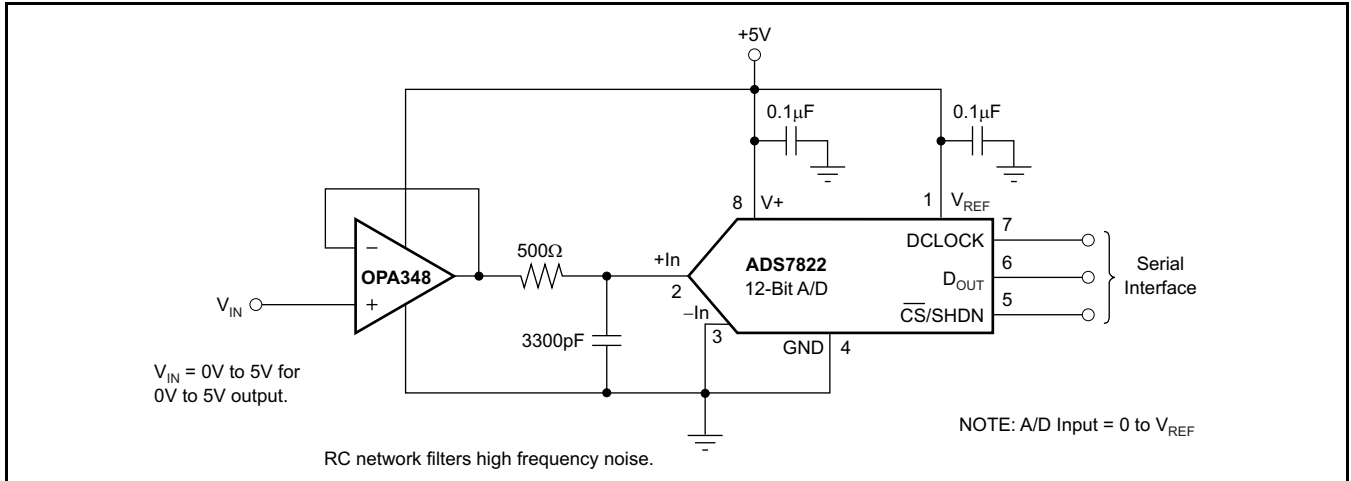 +5V
0.1μF
0.1μF
8 V+
1 V_REF
500Ω
+In
2
−In
3
ADS7822
12-Bit A/D
GND 4
DCLOCK 7
D_OUT 6
C̅S̅/SHDN 5
Serial
Interface
−
OPA348
+
V_IN
3300pF
V_IN = 0V to 5V for
0V to 5V output.
NOTE: A/D Input = 0 to V_REF
RC network filters high frequency noise.